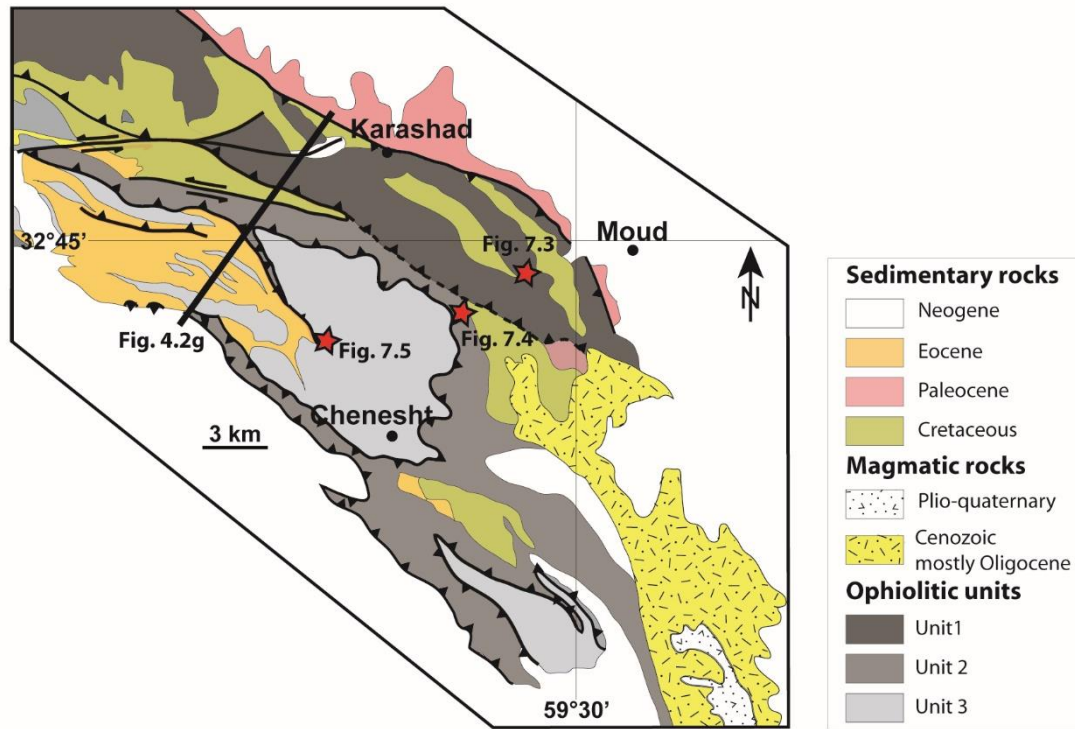 Karashad
Moud
32°45'
Fig. 7.3
N
Fig. 4.2g
Fig. 7.5
Fig. 7.4
Chenesht
3 km
59°30'
Sedimentary rocks
Neogene
Eocene
Paleocene
Cretaceous
Magmatic rocks
Plio-quaternary
Cenozoic
mostly Oligocene
Ophiolitic units
Unit1
Unit 2
Unit 3